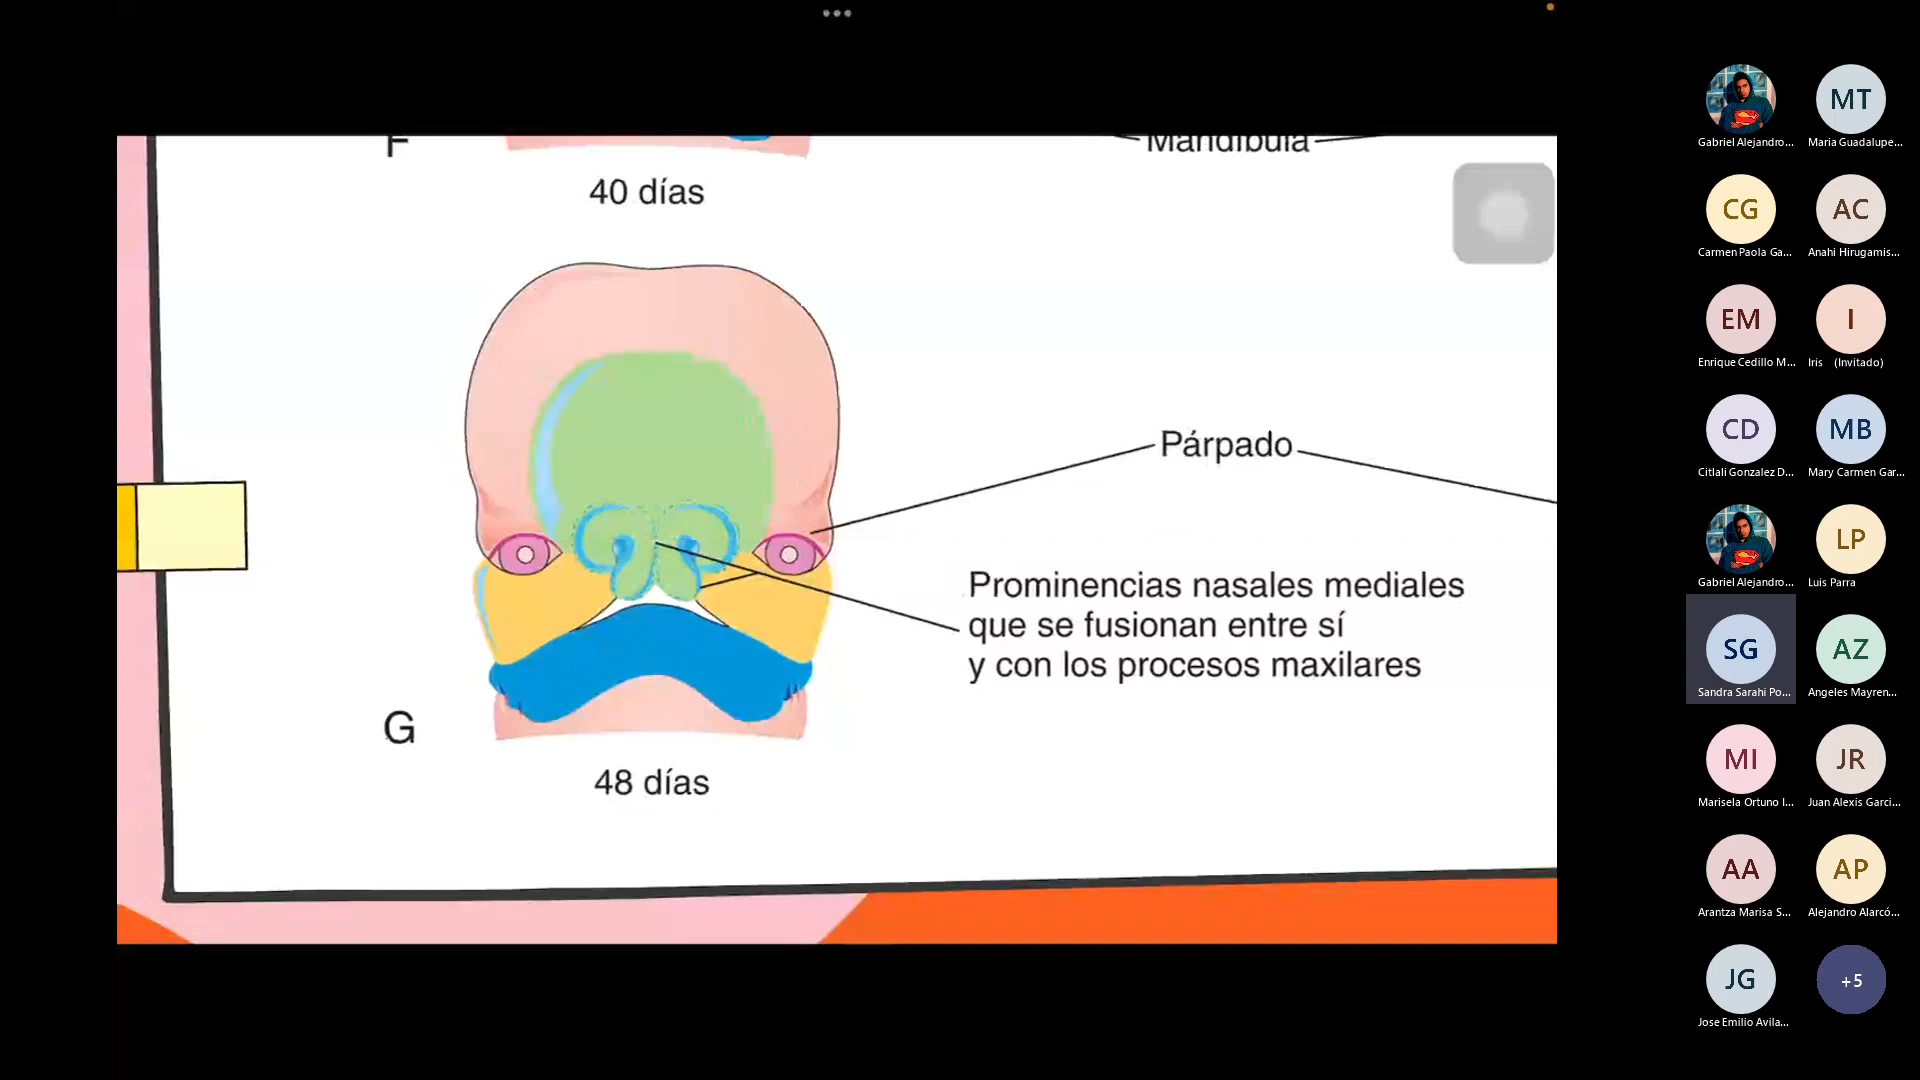 F
Mandíbula
40 días
Párpado
Prominencias nasales mediales
que se fusionan entre sí
y con los procesos maxilares
G
48 días
Gabriel Alejandro...
MT
Maria Guadalupe...
CG
Carmen Paola Ga...
AC
Anahi Hirugamis...
EM
Enrique Cedillo M...
I
Iris (Invitado)
CD
Citlali Gonzalez D...
MB
Mary Carmen Gar...
Gabriel Alejandro...
LP
Luis Parra
SG
Sandra Sarahi Po...
AZ
Angeles Mayren...
MI
Marisela Ortuno I...
JR
Juan Alexis Garci...
AA
Arantza Marisa S...
AP
Alejandro Alarcó...
JG
Jose Emilio Avila...
+5